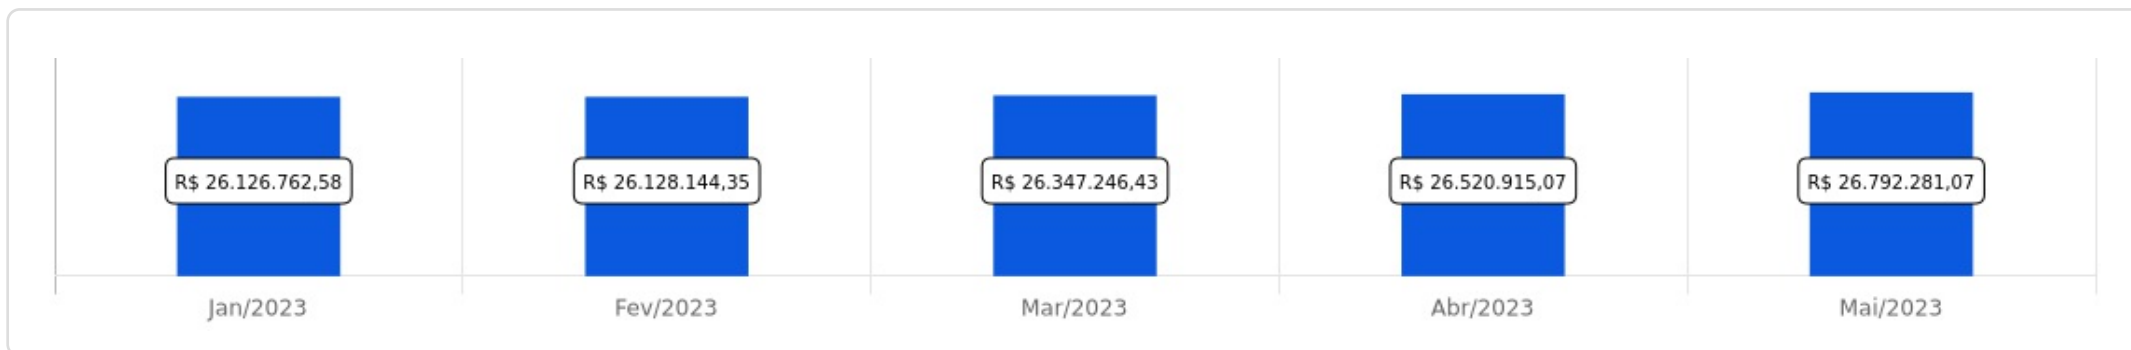 R$ 26.126.762,58
R$ 26.128.144,35
R$ 26.347.246,43
R$ 26.520.915,07
R$ 26.792.281,07
Jan/2023
Fev/2023
Mar/2023
Abr/2023
Mai/2023